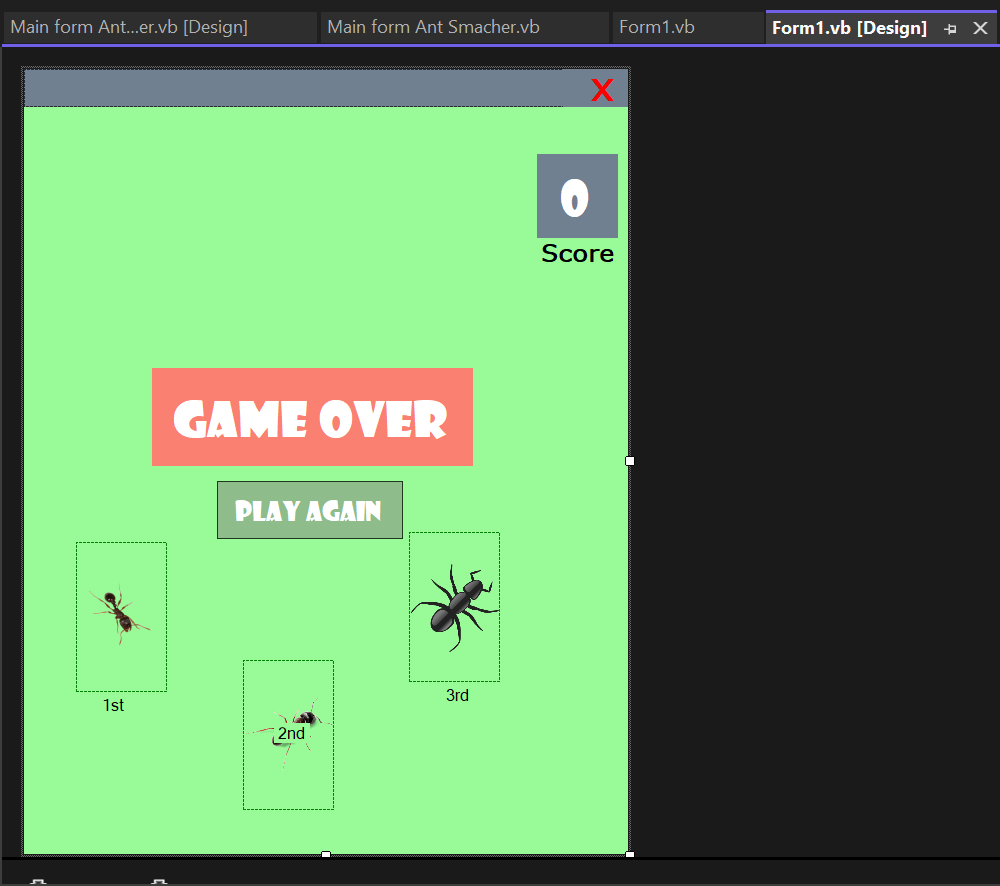 Main form Ant...er.vb [Design]
Main form Ant Smacher.vb
Form1.vb
Form1.vb [Design]
X
0
Score
GAME OVER
PLAY AGAIN
1st
3rd
2nd